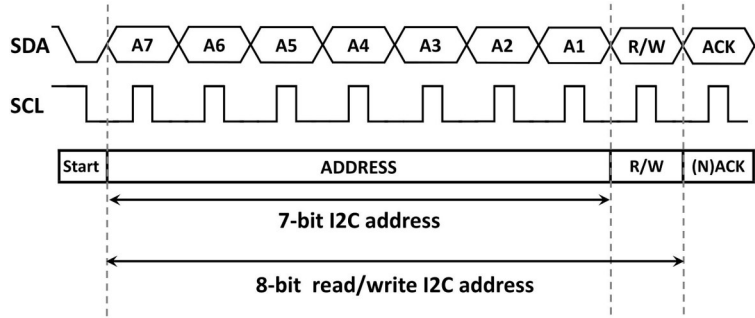 SDA A7 A6 A5 A4 A3 A2 A1 R/W ACK
SCL
Start ADDRESS R/W (N)ACK
7-bit I2C address
8-bit read/write I2C address